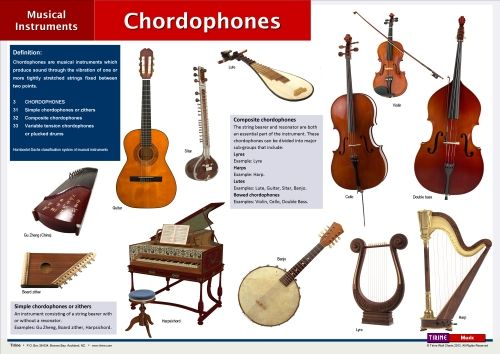 Musical
Instruments
Chordophones
Definition:
Chordophones are musical instruments which
produce sound through the vibration of one or
more tightly stretched strings fixed between
two points.
3 CHORDOPHONES
31 Simple chordophones or zithers
32 Composite chordophones
33 Variable tension chordophones
or plucked drums
Hornbostel Sachs classification system of musical instruments
Lute
Violin
Sitar
Guitar
Composite chordophones
The string bearer and resonator are both
an essential part of the instrument. These
chordophones can be divided into major
sub-groups that include:
Lyres
Example: Lyre
Harps
Example: Harp.
Lutes
Examples: Lute, Guitar, Sitar, Banjo.
Bowed chordophones
Examples: Violin, Cello, Double Bass.
Cello
Double bass
Gu Zheng (China)
Board zither
Harpsichord
Banjo
Lyre
Harp
Simple chordophones or zithers
An instrument consisting of a string bearer with
or without a resonator.
Examples: Gu Zheng, Board zither, Harpsichord.
Music